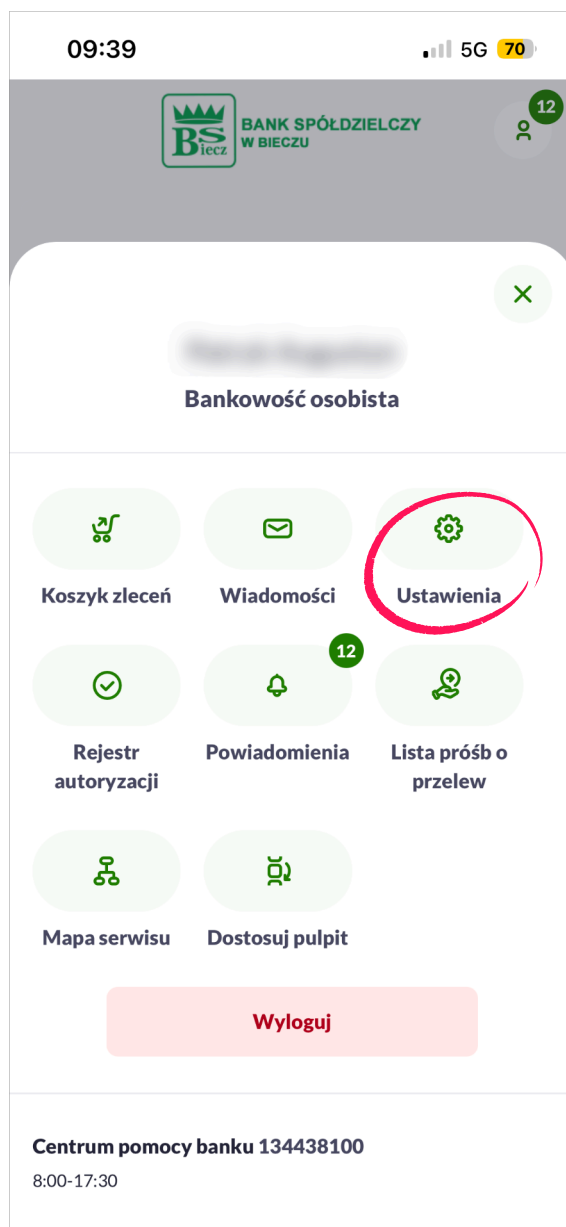 09:39
5G 70
12
BS
iecz
BANK SPÓŁDZIELCZY
W BIECZU
Bankowość osobista
Koszyk zleceń
Wiadomości
Ustawienia
12
Rejestr
autoryzacji
Powiadomienia
Lista próśb o
przelew
Mapa serwisu
Dostosuj pulpit
Wyloguj
Centrum pomocy banku 134438100
8:00-17:30